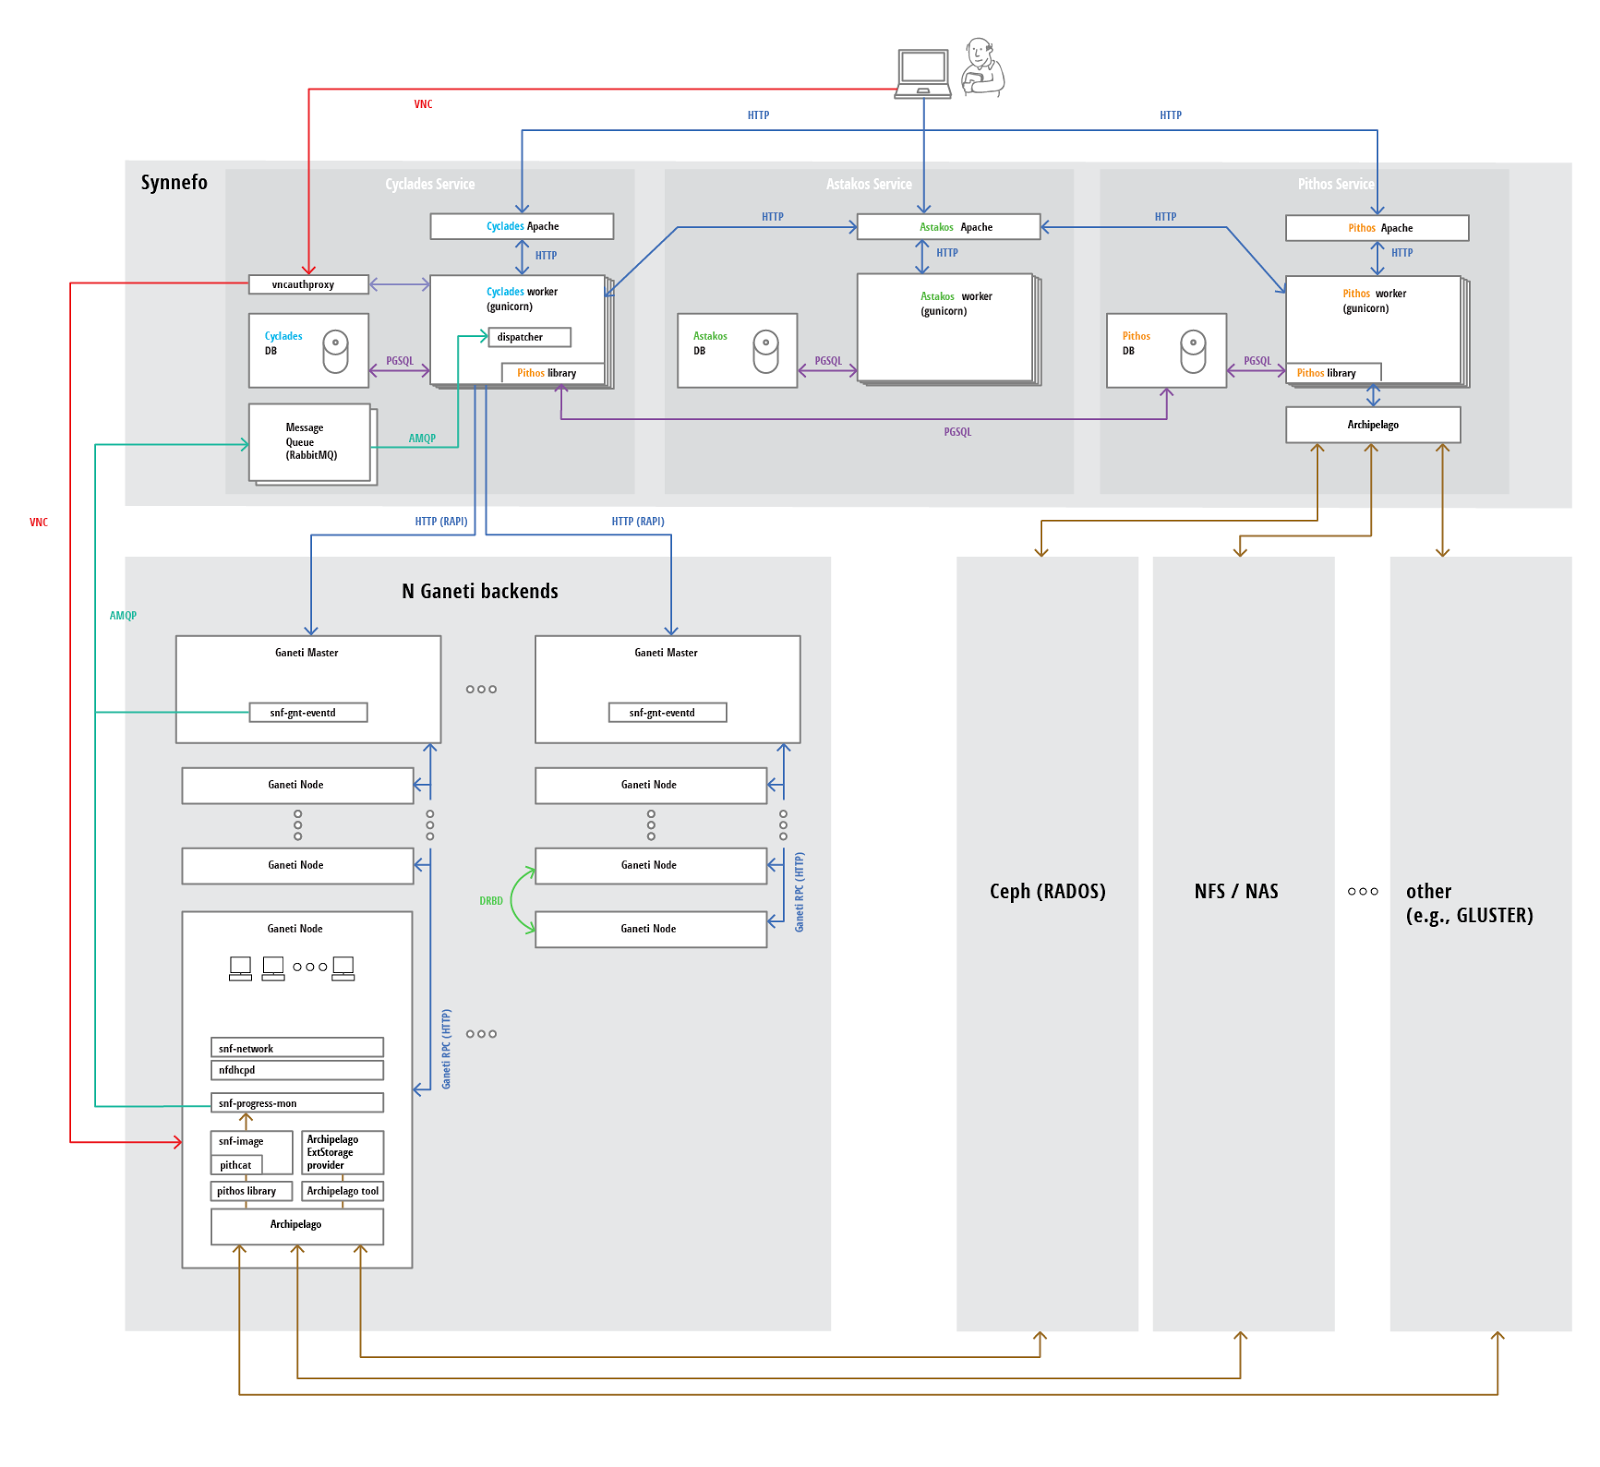 VNC
HTTP
HTTP
Synnefo
Cyclades Service
Astakos Service
Pithos Service
Cyclades Apache
HTTP
Astakos Apache
HTTP
Pithos Apache
HTTP
HTTP
HTTP
vncauthproxy
Cyclades worker
(gunicorn)
dispatcher
Pithos library
Astakos worker
(gunicorn)
Pithos worker
(gunicorn)
Pithos library
Cyclades
DB
PGSQL
Astakos
DB
PGSQL
Pithos
DB
PGSQL
Message
Queue
(RabbitMQ)
AMQP
PGSQL
Archipelago
VNC
HTTP (RAPI)
HTTP (RAPI)
N Ganeti backends
AMQP
Ganeti Master
Ganeti Master
snf-gnt-eventd
snf-gnt-eventd
Ganeti Node
Ganeti Node
Ganeti Node
Ganeti Node
Ganeti RPC (HTTP)
DRBD
Ganeti Node
Ganeti Node
Ceph (RADOS)
NFS / NAS
other
(e.g., GLUSTER)
Ganeti RPC (HTTP)
snf-network
nfdhcpd
snf-progress-mon
snf-image
pithcat
Archipelago
ExtStorage
provider
pithos library
Archipelago tool
Archipelago